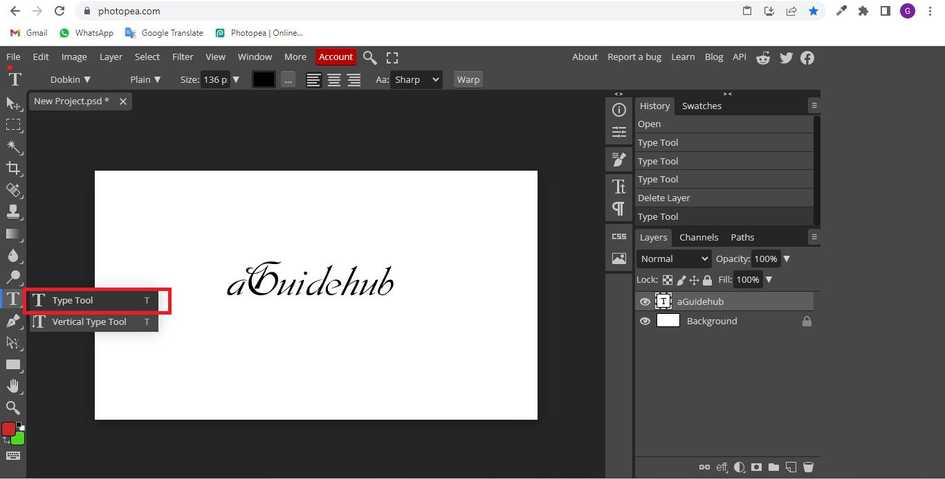 photopea.com
G
Gmail WhatsApp Google Translate Photopea | Online...
File Edit Image Layer Select Filter View Window More Account About Report a bug Learn Blog API
T Dobkin Plain Size: 136 p ... Aa: Sharp Warp
New Project.psd *
History Swatches
Open
Type Tool
Type Tool
Type Tool
Delete Layer
Type Tool
CSS
Layers Channels Paths
Normal Opacity: 100%
Lock: Fill: 100%
aGuidehub
Background
aGuidehub
T Type Tool T
T Vertical Type Tool T
eff